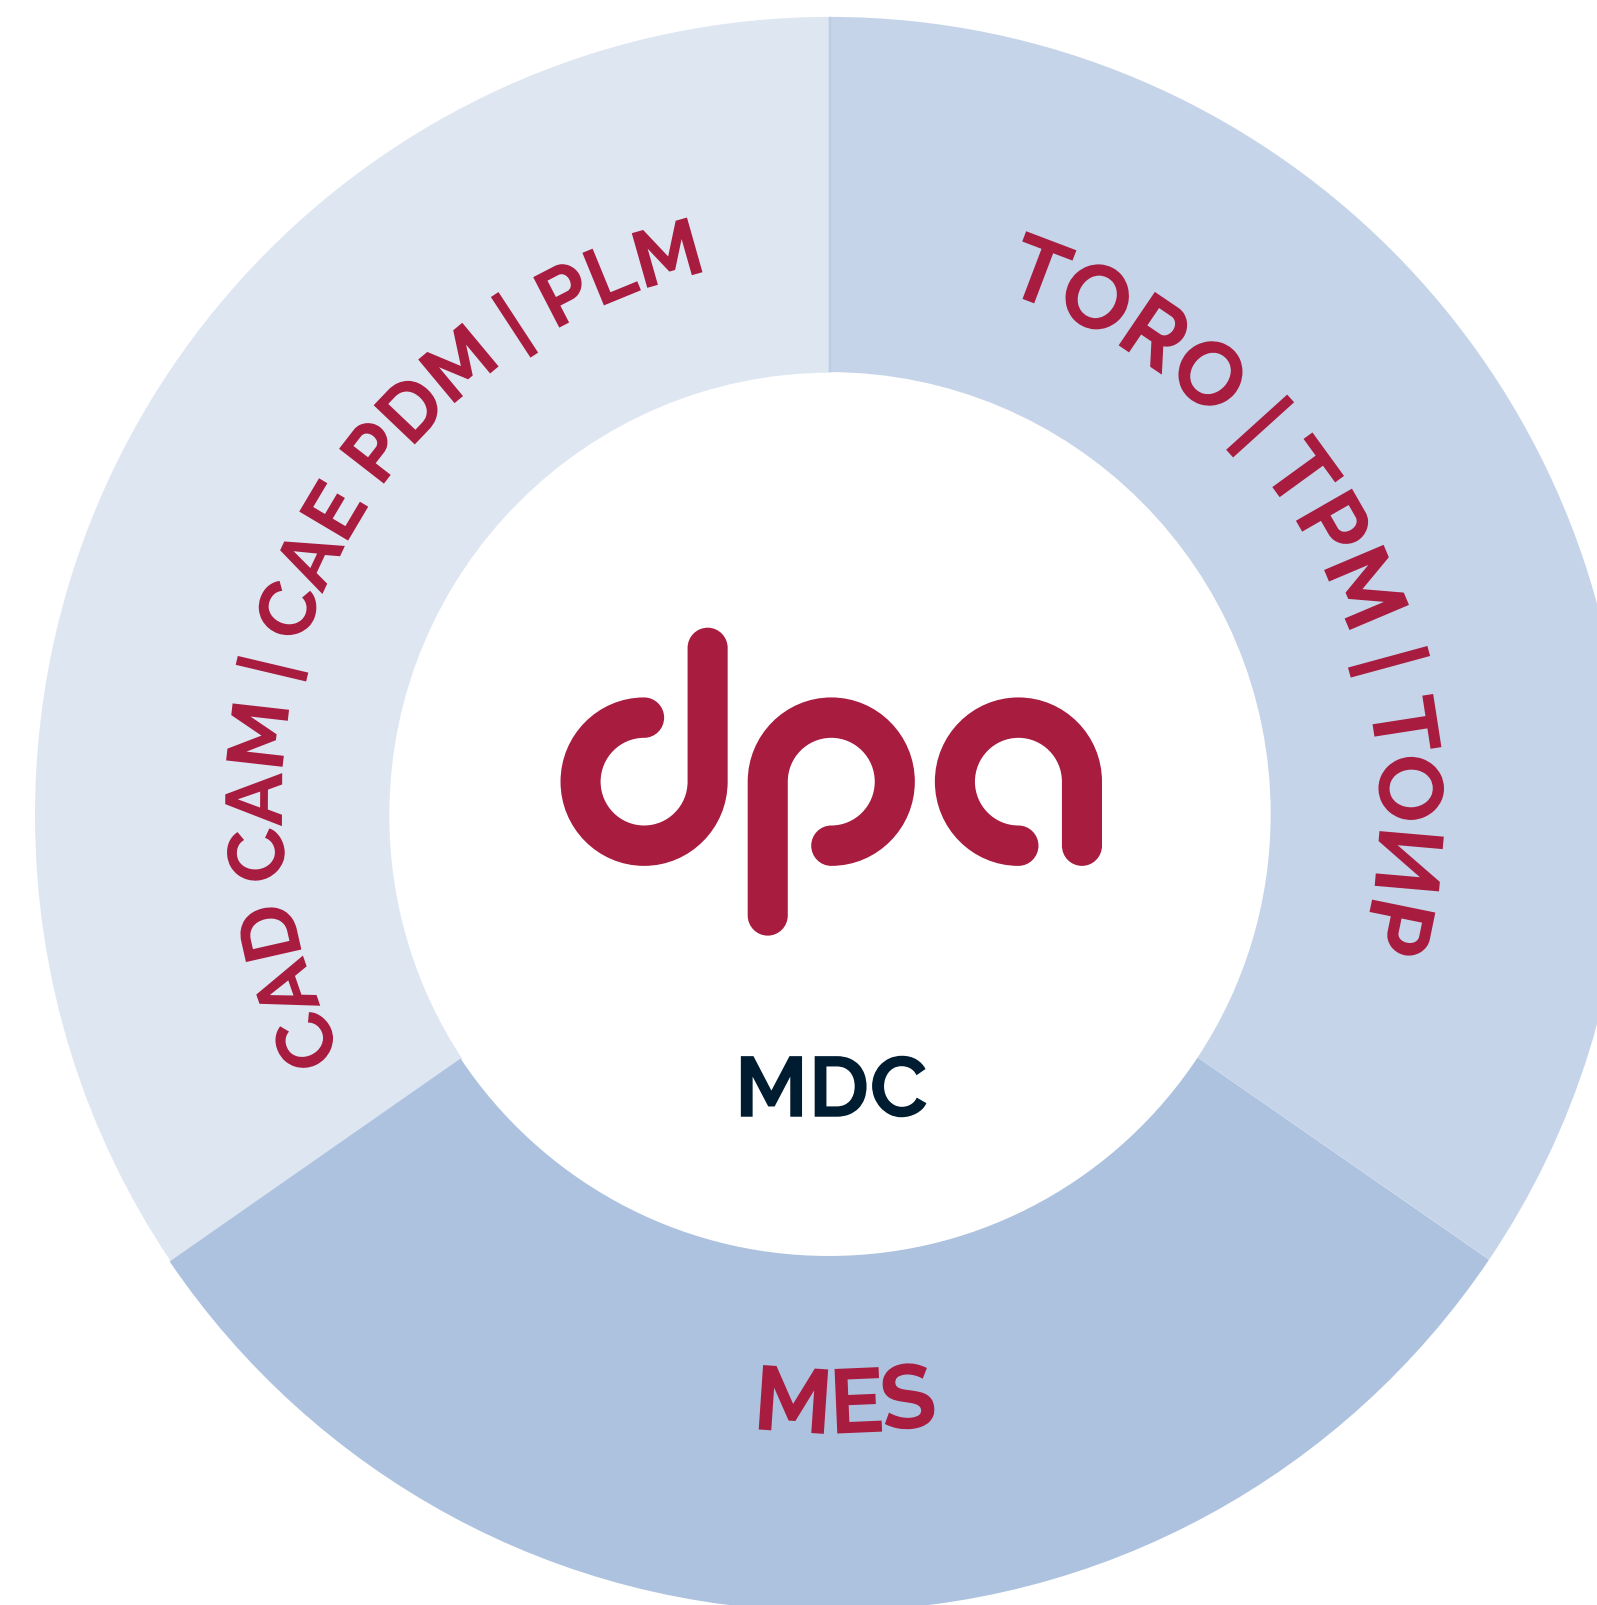 CAD CAM | CAE PDM | PLM
TORO | TPM | ТОИР
dpa
MDC
MES